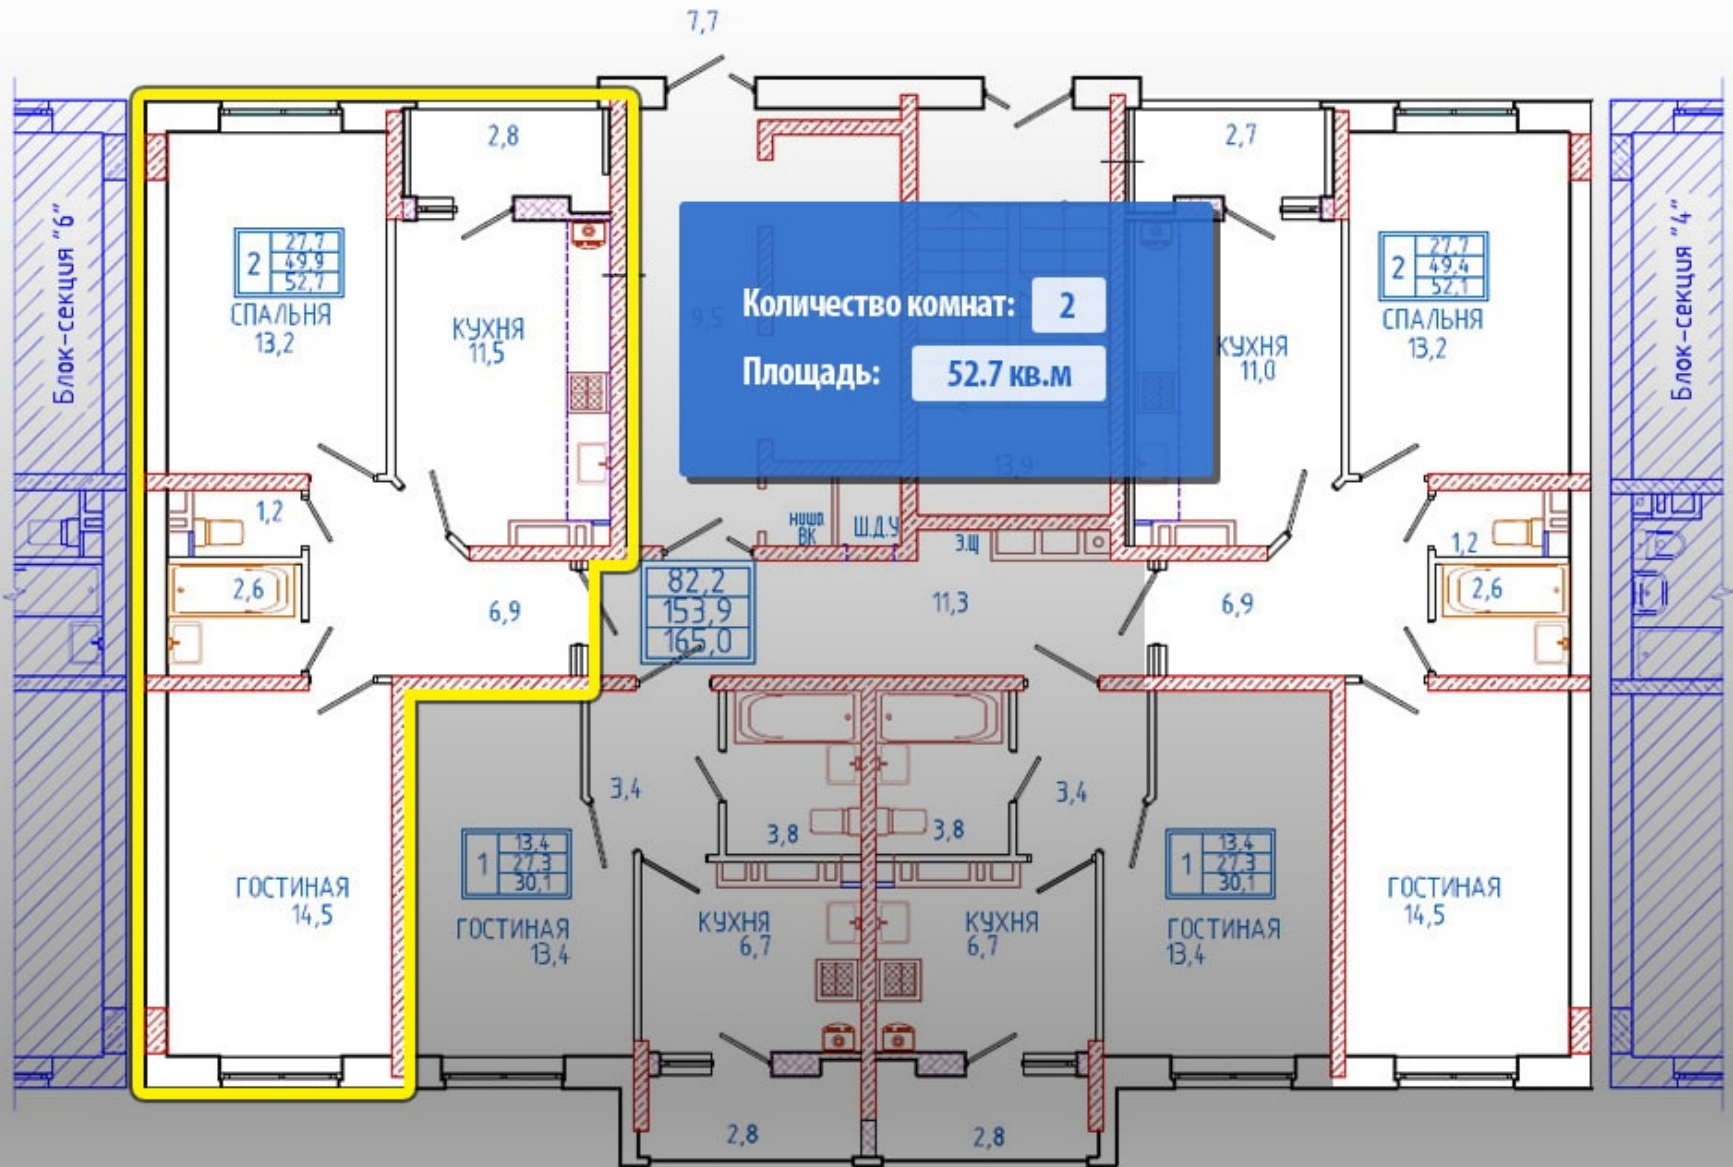 7,7
2,8
2,7
Блок-секция "6"
2
27,7
49,9
52,7
СПАЛЬНЯ
13,2
КУХНЯ
11,5
9,5
Количество комнат: 2
Площадь: 52.7 кв.м
13,9
КУХНЯ
11,0
2
27,7
49,4
52,1
СПАЛЬНЯ
13,2
Блок-секция "4"
1,2
ниша
ВК
Ш.Д.У
Э.Щ
1,2
2,6
6,9
82,2
153,9
165,0
11,3
6,9
2,6
3,4
3,8
3,8
3,4
1
13,4
27,3
30,1
ГОСТИНАЯ
13,4
1
13,4
27,3
30,1
ГОСТИНАЯ
13,4
ГОСТИНАЯ
14,5
КУХНЯ
6,7
КУХНЯ
6,7
ГОСТИНАЯ
14,5
2,8
2,8